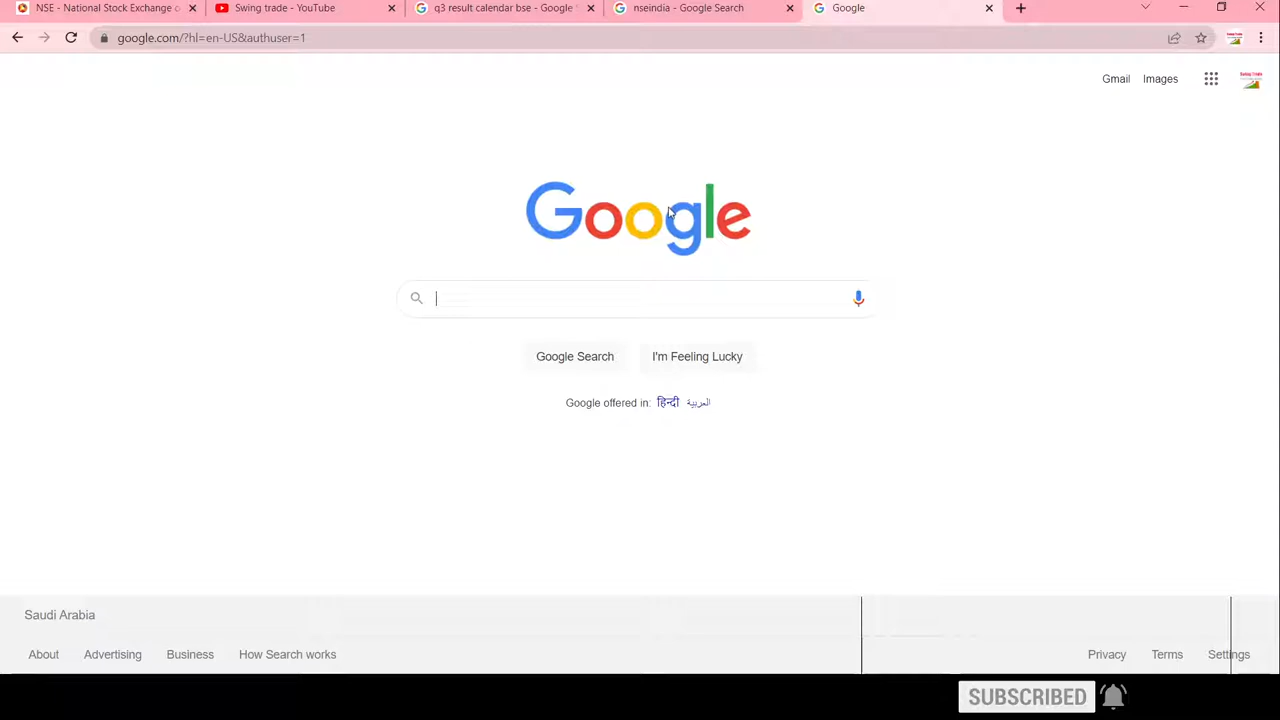 NSE - National Stock Exchange o
Swing trade - YouTube
q3 result calendar bse - Google S
nseindia - Google Search
Google
google.com/?hl=en-US&authuser=1
Gmail Images
Google
Google Search
I'm Feeling Lucky
Google offered in: हिन्दी العربية
Saudi Arabia
About Advertising Business How Search works
Privacy Terms Settings
SUBSCRIBED